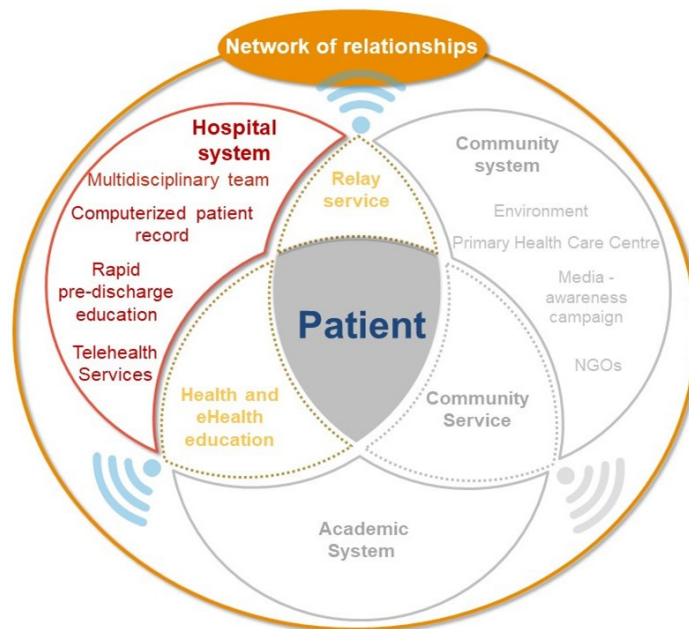 Network of relationships
Hospital
system
Multidisciplinary team
Computerized patient
record
Rapid
pre-discharge
education
Telehealth
Services
Relay
service
Community
system
Environment
Primary Health Care Centre
Media -
awareness
campaign
NGOs
Patient
Health and
eHealth
education
Community
Service
Academic
System